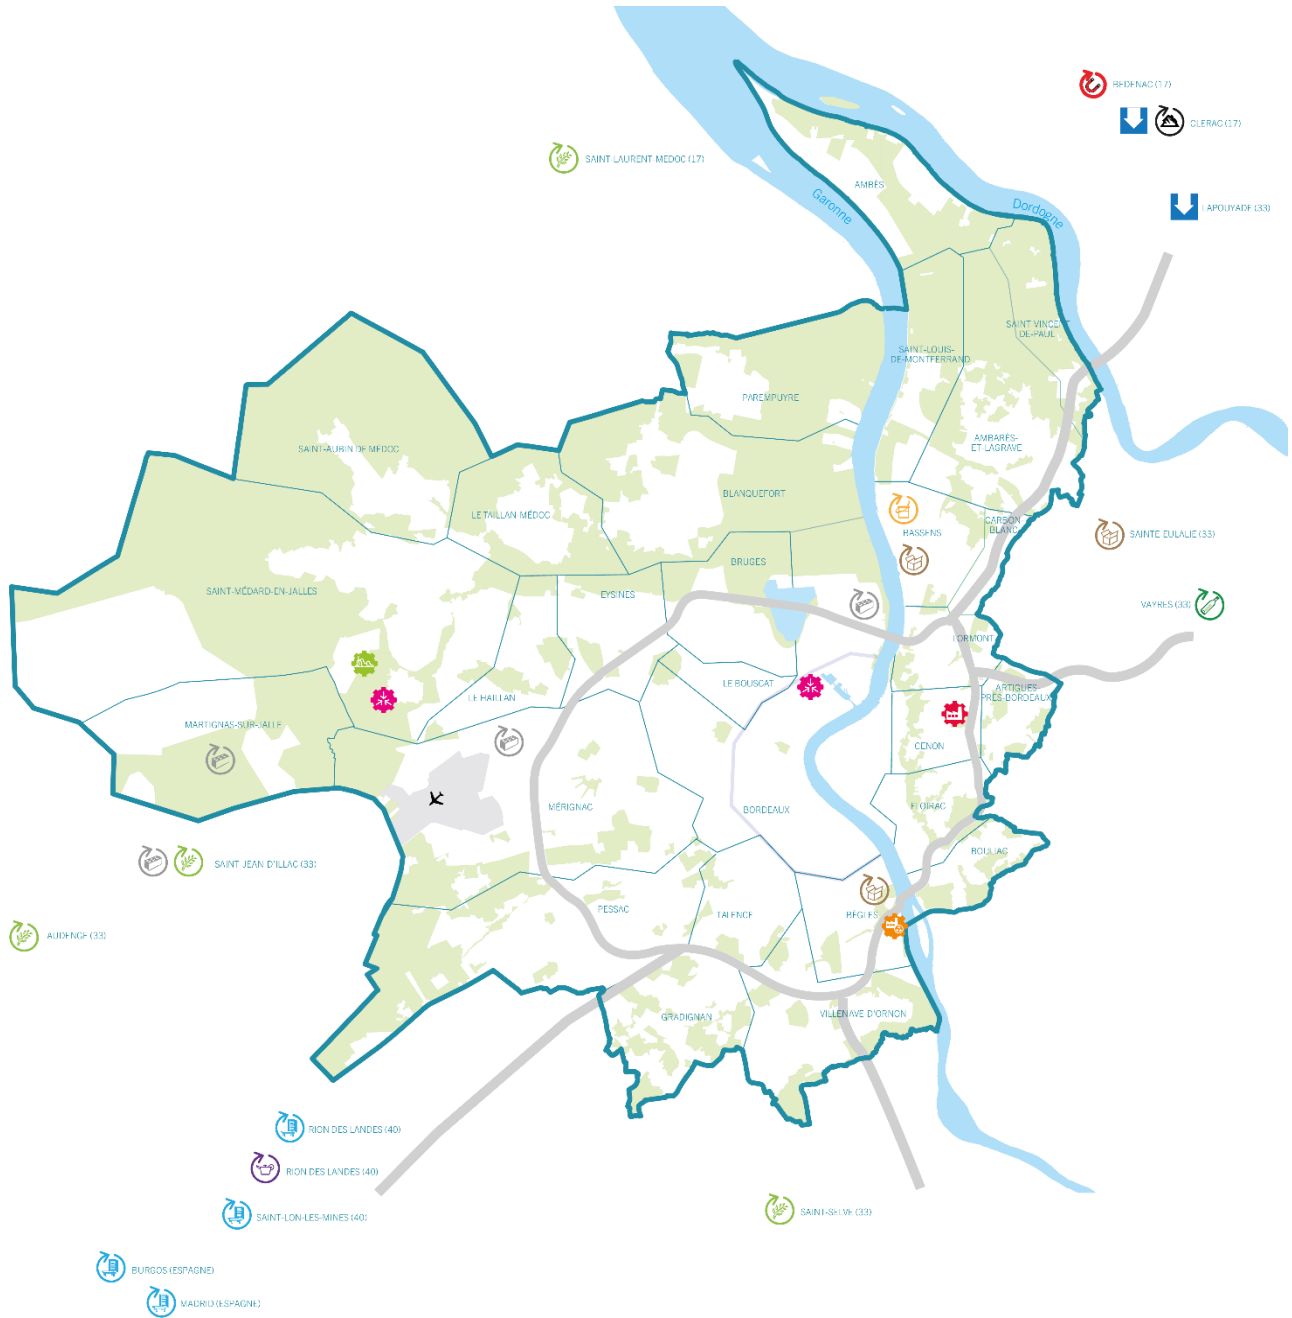 BEDENAC (17)
CLERAC (17)
SAINT LAURENT MEDOC (17)
AMBÈS
Garonne
Dordogne
LAPOUYADE (33)
SAINT VINCENT
DE-PAUL
SAINT-LOUIS-
DE-MONTFERRAND
PAREMPUYRE
SAINT-AUBIN DE MÉDOC
AMBARÈS-
ET-LAGRAVE
BLANQUEFORT
LE TAILLAN-MÉDOC
CARBON-
BLANC
BASSENS
SAINTE EULALIE (33)
BRUGES
SAINT-MÉDARD-EN-JALLES
EYSINES
VAYRES (33)
LORMONT
LE BOUSCAT
ARTIGUES-
PRÈS-BORDEAUX
LE HAILLAN
MARTIGNAS-SUR-JALLE
CENON
MÉRIGNAC
BORDEAUX
FLOIRAC
BOULIAC
SAINT JEAN D'ILLAC (33)
PESSAC
TALENCE
BÈGLES
AUDENGE (33)
GRADIGNAN
VILLENAVE D'ORNON
RION DES LANDES (40)
RION DES LANDES (40)
SAINT-LON-LES-MINES (40)
SAINT-SELVE (33)
BURGOS (ESPAGNE)
MADRID (ESPAGNE)